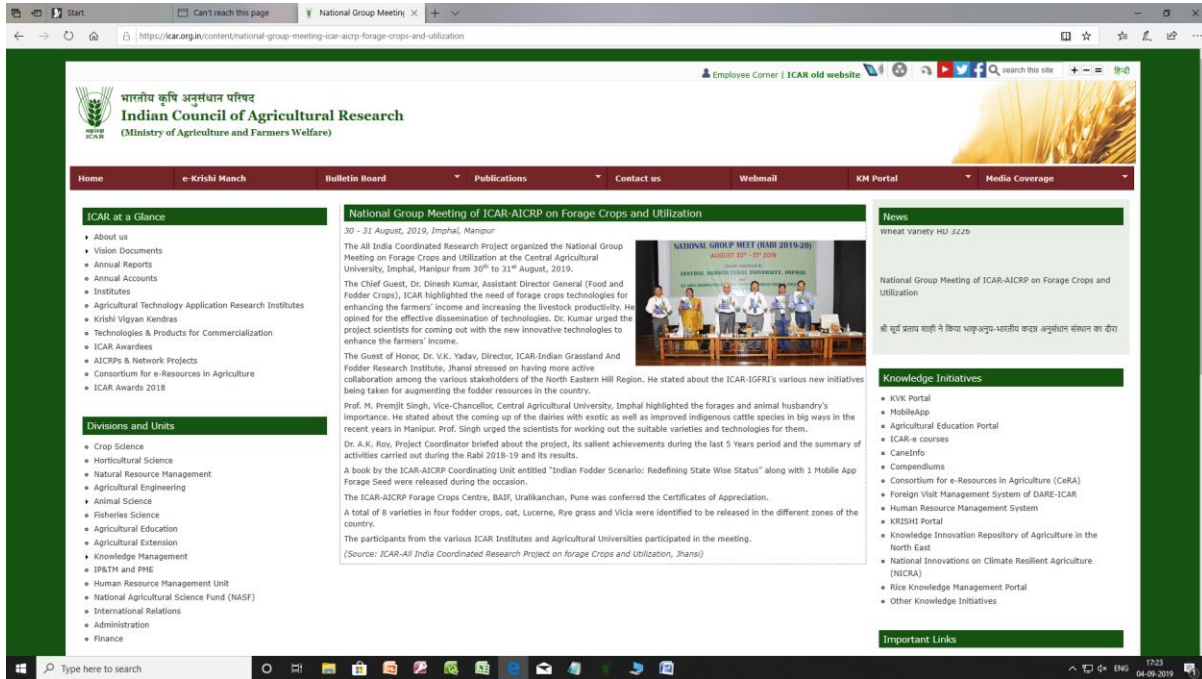 Start
Can't reach this page
National Group Meeting
https://icar.org.in/content/national-group-meeting-icar-aicrp-forage-crops-and-utilization
Employee Corner | ICAR old website
search this site
+ - =
हिन्दी
भारतीय कृषि अनुसंधान परिषद
Indian Council of Agricultural Research
(Ministry of Agriculture and Farmers Welfare)
ICAR
Home e-Krishi Manch Bulletin Board Publications Contact us Webmail KM Portal Media Coverage
ICAR at a Glance
About us
Vision Documents
Annual Reports
Annual Accounts
Institutes
Agricultural Technology Application Research Institutes
Krishi Vigyan Kendras
Technologies & Products for Commercialization
ICAR Awardees
AICRPs & Network Projects
Consortium for e-Resources in Agriculture
ICAR Awards 2018
Divisions and Units
Crop Science
Horticultural Science
Natural Resource Management
Agricultural Engineering
Animal Science
Fisheries Science
Agricultural Education
Agricultural Extension
Knowledge Management
IP&TM and PME
Human Resource Management Unit
National Agricultural Science Fund (NASF)
International Relations
Administration
Finance
National Group Meeting of ICAR-AICRP on Forage Crops and Utilization
30 – 31 August, 2019, Imphal, Manipur
The All India Coordinated Research Project organized the National Group
Meeting on Forage Crops and Utilization at the Central Agricultural
University, Imphal, Manipur from 30th to 31st August, 2019.
The Chief Guest, Dr. Dinesh Kumar, Assistant Director General (Food and
Fodder Crops), ICAR highlighted the need of forage crops technologies for
enhancing the farmers' income and increasing the livestock productivity. He
opined for the effective dissemination of technologies. Dr. Kumar urged the
project scientists for coming out with the new innovative technologies to
enhance the farmers' income.
The Guest of Honor, Dr. V.K. Yadav, Director, ICAR-Indian Grassland And
Fodder Research Institute, Jhansi stressed on having more active
collaboration among the various stakeholders of the North Eastern Hill Region. He stated about the ICAR-IGFRI's various new initiatives
being taken for augmenting the fodder resources in the country.
Prof. M. Premjit Singh, Vice-Chancellor, Central Agricultural University, Imphal highlighted the forages and animal husbandry's
importance. He stated about the coming up of the dairies with exotic as well as improved indigenous cattle species in big ways in the
recent years in Manipur. Prof. Singh urged the scientists for working out the suitable varieties and technologies for them.
Dr. A.K. Roy, Project Coordinator briefed about the project, its salient achievements during the last 5 Years period and the summary of
activities carried out during the Rabi 2018-19 and its results.
A book by the ICAR-AICRP Coordinating Unit entitled "Indian Fodder Scenario: Redefining State Wise Status" along with 1 Mobile App
Forage Seed were released during the occasion.
The ICAR-AICRP Forage Crops Centre, BAIF, Uralikanchan, Pune was conferred the Certificates of Appreciation.
A total of 8 varieties in four fodder crops, oat, Lucerne, Rye grass and Vicia were identified to be released in the different zones of the
country.
The participants from the various ICAR Institutes and Agricultural Universities participated in the meeting.
(Source: ICAR-All India Coordinated Research Project on forage Crops and Utilization, Jhansi)
NATIONAL GROUP MEET (RABI 2019-20)
AUGUST 30th - 31st 2019
CENTRAL AGRICULTURAL UNIVERSITY, IMPHAL
News
Wheat Variety HD 3226
National Group Meeting of ICAR-AICRP on Forage Crops and
Utilization
श्री सूर्य प्रताप शाही ने किया भाकृअनुप-भारतीय कदन्न अनुसंधान संस्थान का दौरा
Knowledge Initiatives
KVK Portal
MobileApp
Agricultural Education Portal
ICAR-e courses
CaneInfo
Compendiums
Consortium for e-Resources in Agriculture (CeRA)
Foreign Visit Management System of DARE-ICAR
Human Resource Management System
KRISHI Portal
Knowledge Innovation Repository of Agriculture in the
North East
National Innovations on Climate Resilient Agriculture
(NICRA)
Rice Knowledge Management Portal
Other Knowledge Initiatives
Important Links
Type here to search
ENG
17:23
04-09-2019